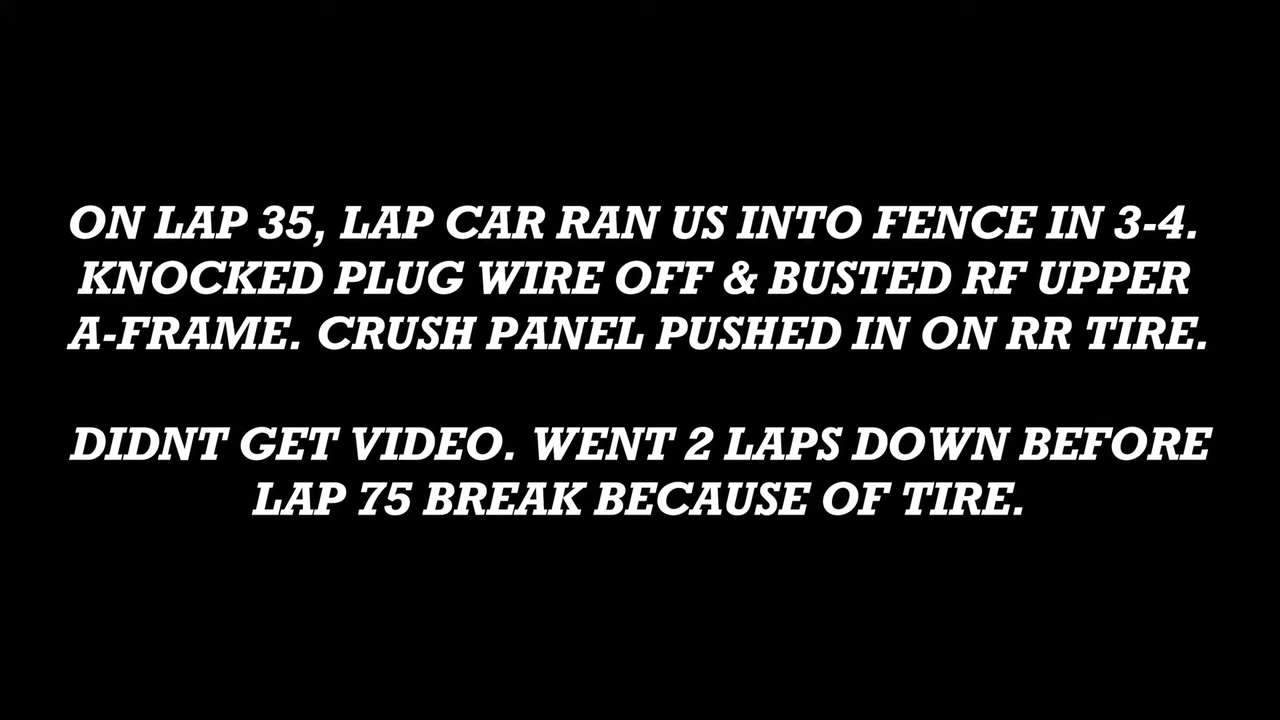 ON LAP 35, LAP CAR RAN US INTO FENCE IN 3-4.
KNOCKED PLUG WIRE OFF & BUSTED RF UPPER
A-FRAME. CRUSH PANEL PUSHED IN ON RR TIRE.
DIDNT GET VIDEO. WENT 2 LAPS DOWN BEFORE
LAP 75 BREAK BECAUSE OF TIRE.